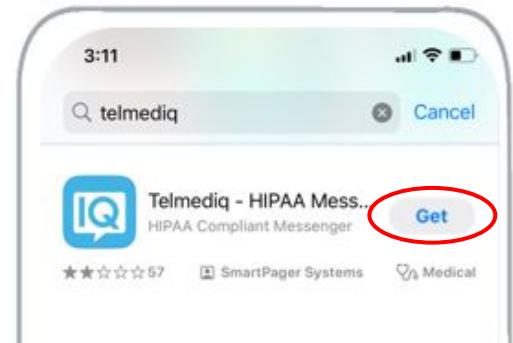 3:11
telmediq Cancel
IQ
Telmediq - HIPAA Mess..
HIPAA Compliant Messenger
Get
★★☆☆☆ 57 SmartPager Systems Medical